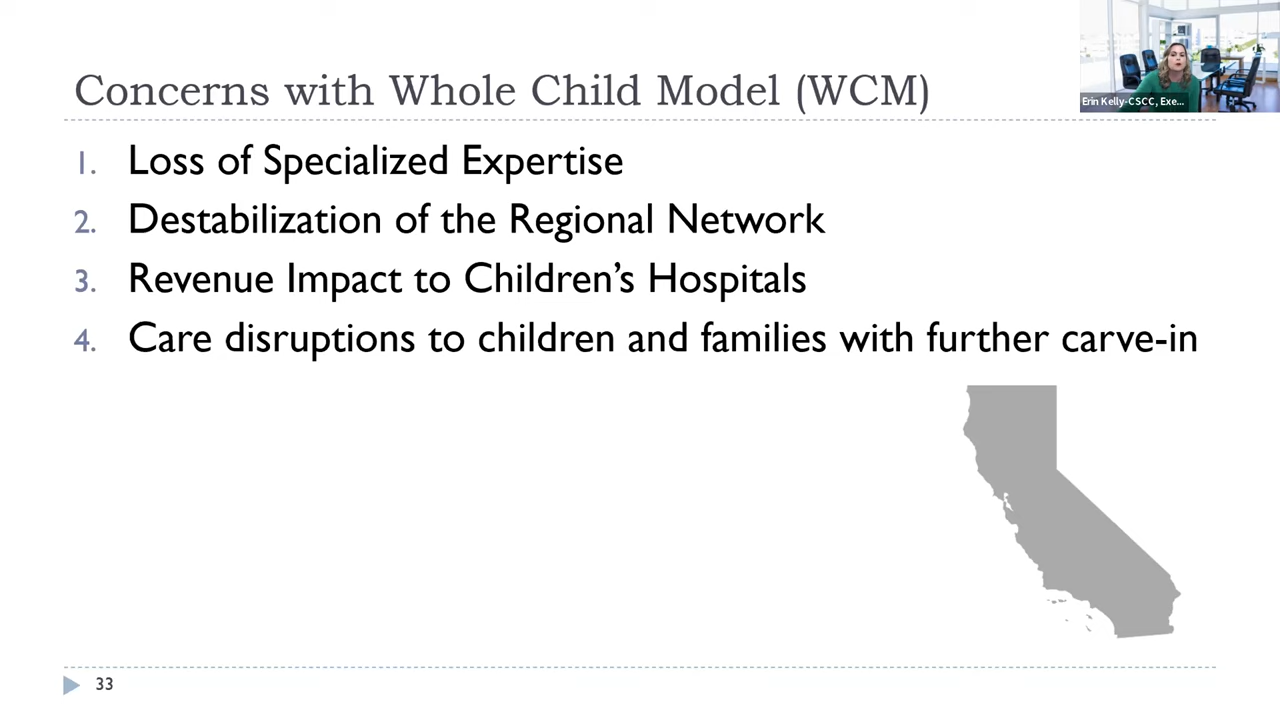 Concerns with Whole Child Model (WCM)
Erin Kelly-CSCC, Exe...
1. Loss of Specialized Expertise
2. Destabilization of the Regional Network
3. Revenue Impact to Children’s Hospitals
4. Care disruptions to children and families with further carve-in
33